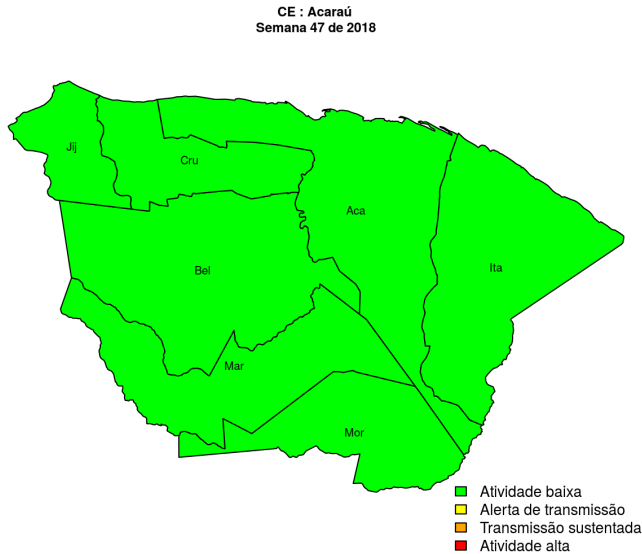 CE : Acaraú
Semana 47 de 2018
Jij
Cru
Aca
Bel
Ita
Mar
Mor
Atividade baixa
Alerta de transmissão
Transmissão sustentada
Atividade alta